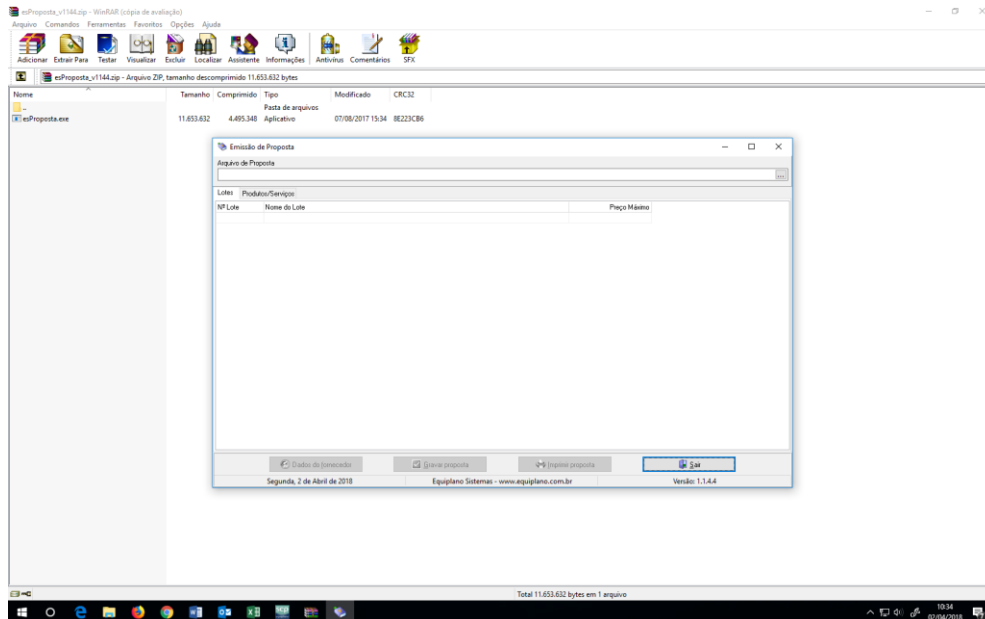 esProposta_v1144.zip - WinRAR (cópia de avaliação)
Arquivo Comandos Ferramentas Favoritos Opções Ajuda
Adicionar Extrair Para Testar Visualizar Excluir Localizar Assistente Informações Antivírus Comentários SFX
esProposta_v1144.zip - Arquivo ZIP, tamanho descomprimido 11.653.632 bytes
Nome Tamanho Comprimido Tipo Modificado CRC32
.. Pasta de arquivos
esProposta.exe 11.653.632 4.495.348 Aplicativo 07/08/2017 15:34 8E223CB6
Emissão de Proposta
Arquivo de Proposta
...
Lotes Produtos/Serviços
Nº Lote Nome do Lote Preço Máximo
Dados do fornecedor Gravar proposta Imprimir proposta Sair
Segunda, 2 de Abril de 2018 Equiplano Sistemas - www.equiplano.com.br Versão: 1.1.4.4
Total 11.653.632 bytes em 1 arquivo
10:34
02/04/2018